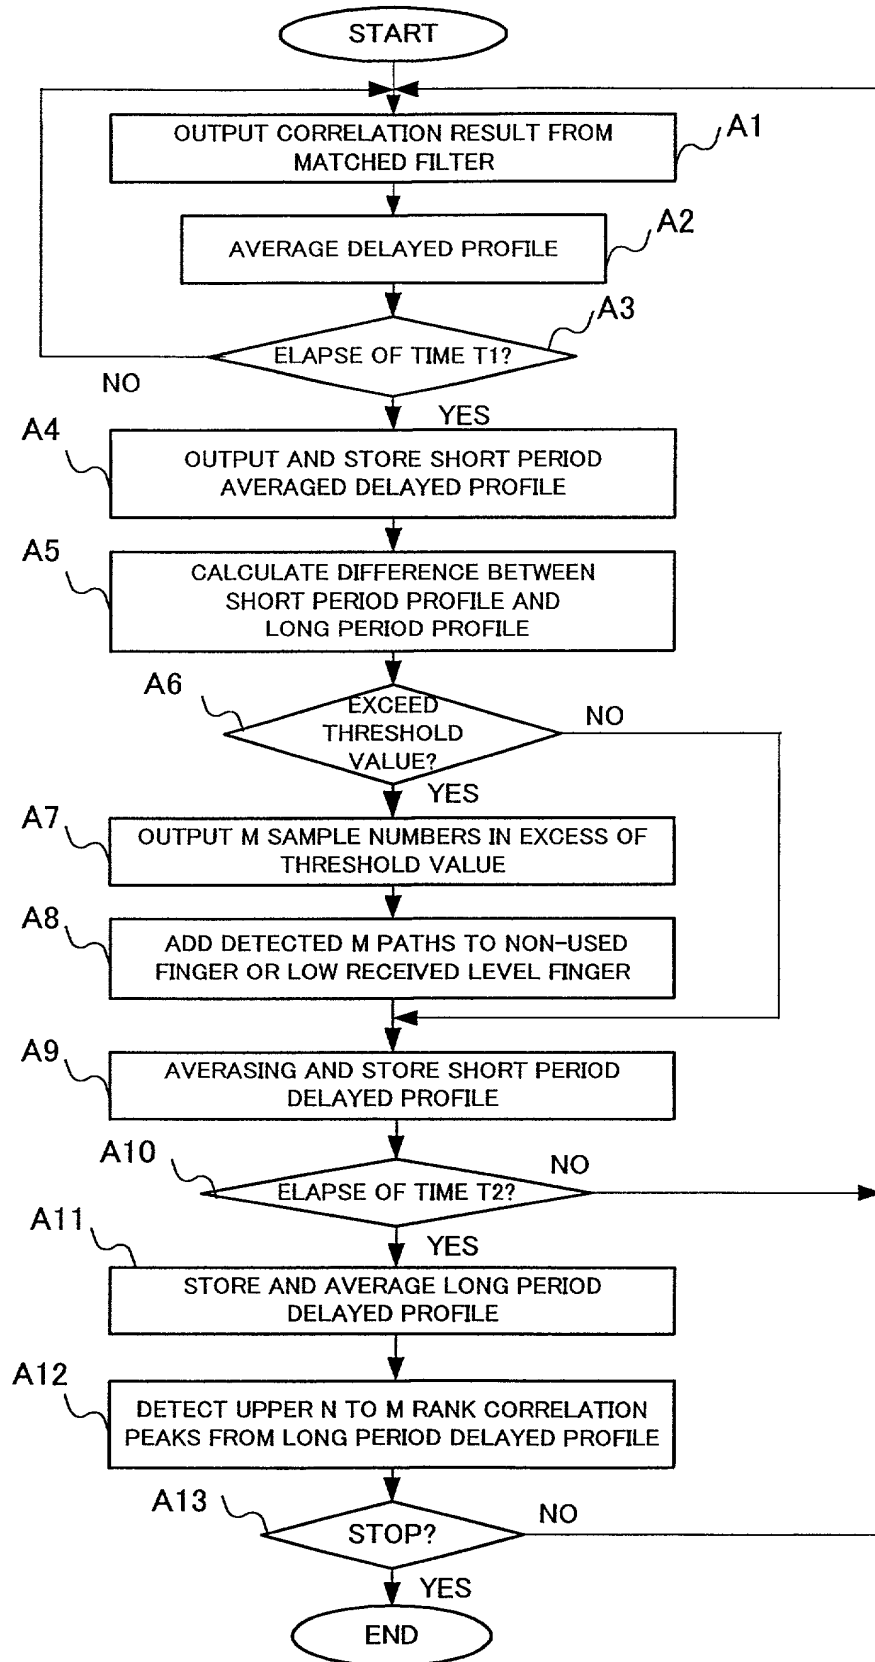 START
OUTPUT CORRELATION RESULT FROM
MATCHED FILTER
A1
AVERAGE DELAYED PROFILE
A2
ELAPSE OF TIME T1?
A3
NO
YES
A4
OUTPUT AND STORE SHORT PERIOD
AVERAGED DELAYED PROFILE
A5
CALCULATE DIFFERENCE BETWEEN
SHORT PERIOD PROFILE AND
LONG PERIOD PROFILE
A6
EXCEED
THRESHOLD
VALUE?
NO
YES
A7
OUTPUT M SAMPLE NUMBERS IN EXCESS OF
THRESHOLD VALUE
A8
ADD DETECTED M PATHS TO NON-USED
FINGER OR LOW RECEIVED LEVEL FINGER
A9
AVERASING AND STORE SHORT PERIOD
DELAYED PROFILE
A10
ELAPSE OF TIME T2?
NO
YES
A11
STORE AND AVERAGE LONG PERIOD
DELAYED PROFILE
A12
DETECT UPPER N TO M RANK CORRELATION
PEAKS FROM LONG PERIOD DELAYED PROFILE
A13
STOP?
NO
YES
END